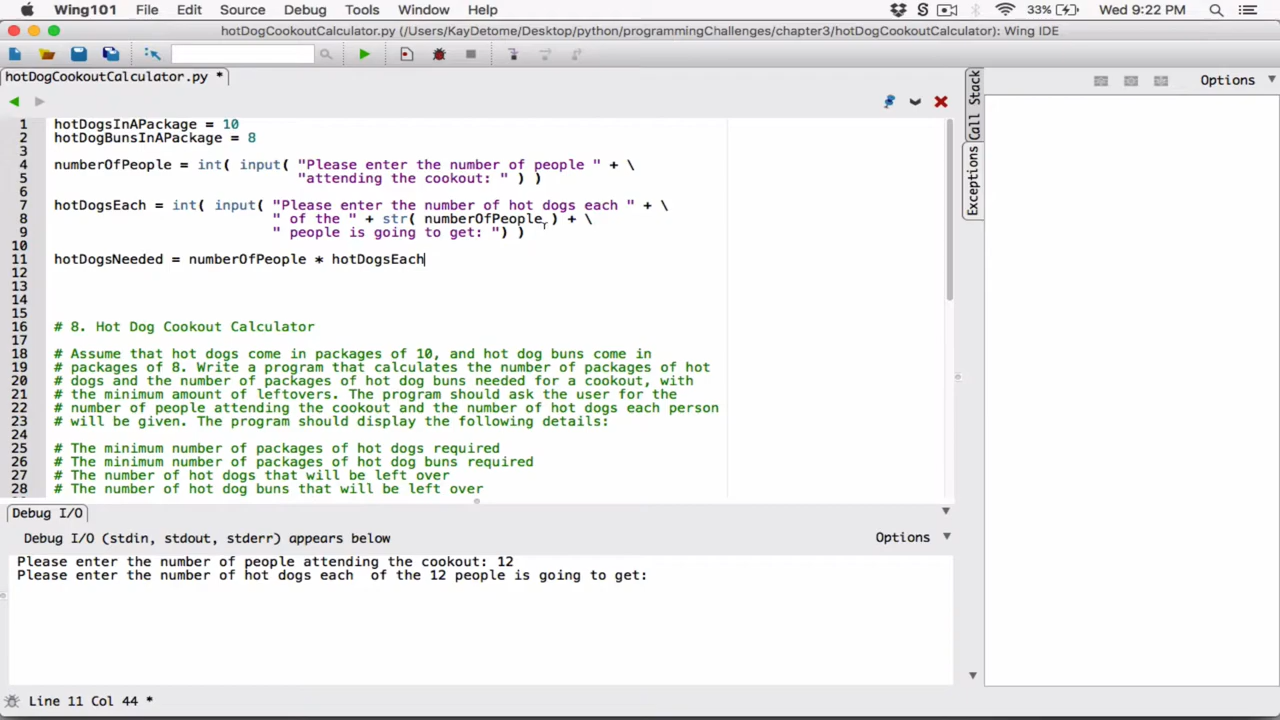 Wing101 File Edit Source Debug Tools Window Help 33% Wed 9:22 PM
hotDogCookoutCalculator.py (/Users/KayDetome/Desktop/python/programmingChallenges/chapter3/hotDogCookoutCalculator): Wing IDE
hotDogCookoutCalculator.py *
Options
Call Stack
Exceptions
1 hotDogsInAPackage = 10
2 hotDogBunsInAPackage = 8
3
4 numberOfPeople = int( input( "Please enter the number of people " + \
5 "attending the cookout: " ) )
6
7 hotDogsEach = int( input( "Please enter the number of hot dogs each " + \
8 " of the " + str( numberOfPeople ) + \
9 " people is going to get: ") )
10
11 hotDogsNeeded = numberOfPeople * hotDogsEach
12
13
14
15
16 # 8. Hot Dog Cookout Calculator
17
18 # Assume that hot dogs come in packages of 10, and hot dog buns come in
19 # packages of 8. Write a program that calculates the number of packages of hot
20 # dogs and the number of packages of hot dog buns needed for a cookout, with
21 # the minimum amount of leftovers. The program should ask the user for the
22 # number of people attending the cookout and the number of hot dogs each person
23 # will be given. The program should display the following details:
24
25 # The minimum number of packages of hot dogs required
26 # The minimum number of packages of hot dog buns required
27 # The number of hot dogs that will be left over
28 # The number of hot dog buns that will be left over
Debug I/O
Debug I/O (stdin, stdout, stderr) appears below
Options
Please enter the number of people attending the cookout: 12
Please enter the number of hot dogs each  of the 12 people is going to get:
Line 11 Col 44 *